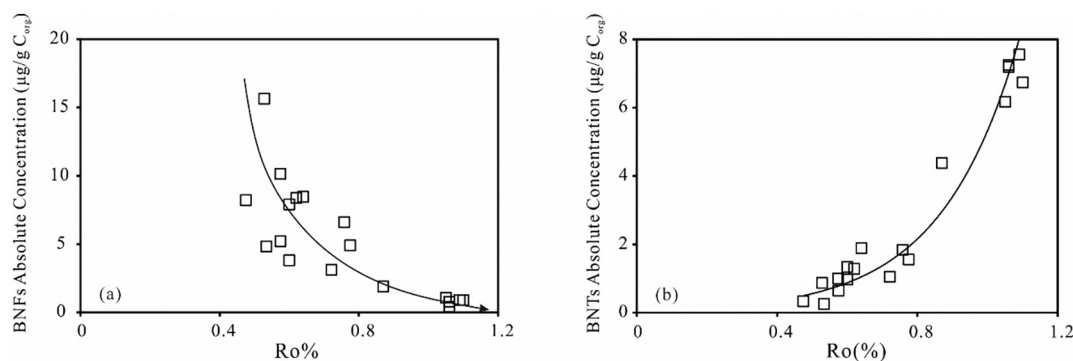 BNFs Absolute Concentration (μg/g Corg)
20
15
10
5
0
(a)
0 0.4 0.8 1.2
Ro%
BNTs Absolute Concentration (μg/g Corg)
8
6
4
2
0
(b)
0 0.4 0.8 1.2
Ro(%)